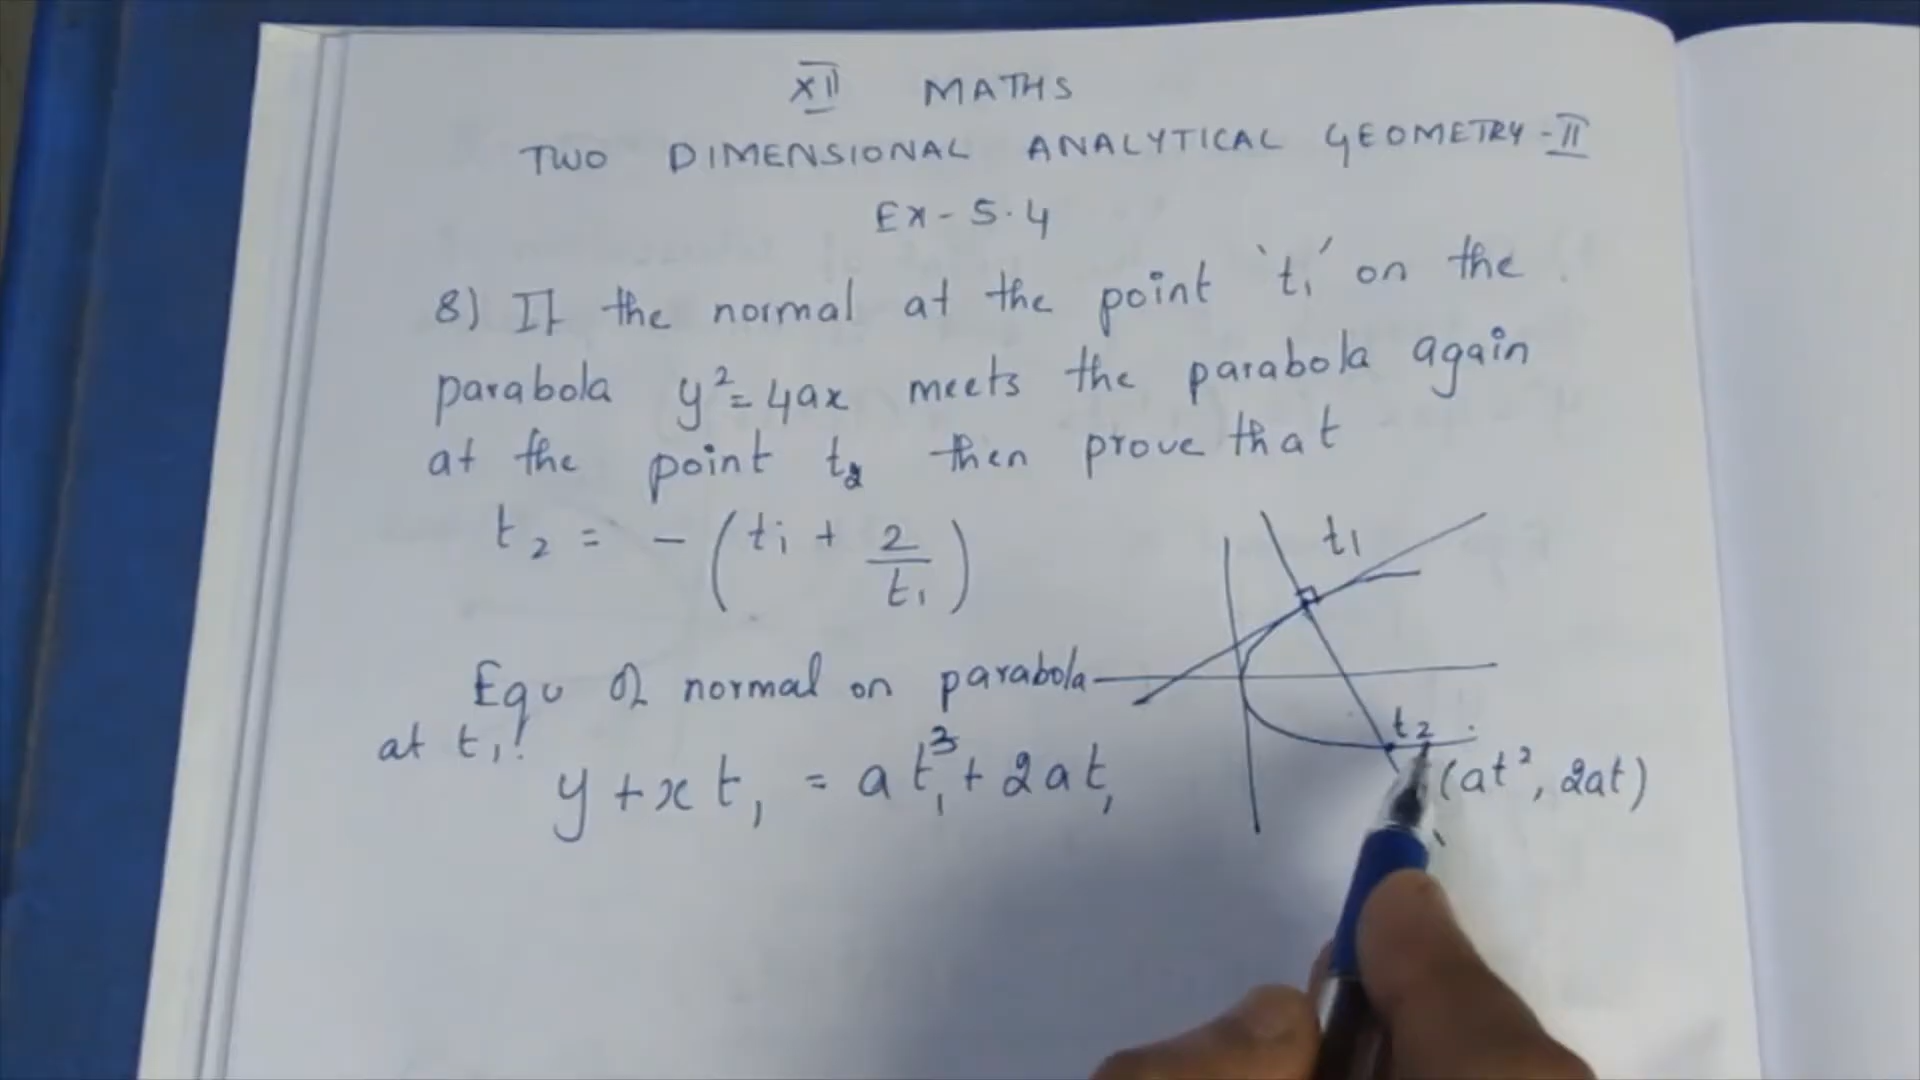 XII MATHS
TWO DIMENSIONAL ANALYTICAL GEOMETRY-II
Ex-5.4
8) If the normal at the point 't₁' on the
parabola y²=4ax meets the parabola again
at the point t₂ then prove that
t₂ = -(t₁ + 2/t₁)
t₁
Equ of normal on parabola
at t₁!
y+xt₁ = at₁³+2at₁
t₂
(at², 2at)